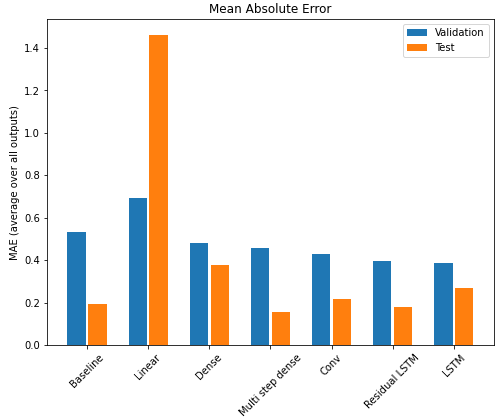 Mean Absolute Error
Validation
Test
MAE (average over all outputs)
1.4
1.2
1.0
0.8
0.6
0.4
0.2
0.0
Baseline
Linear
Dense
Multi step dense
Conv
Residual LSTM
LSTM